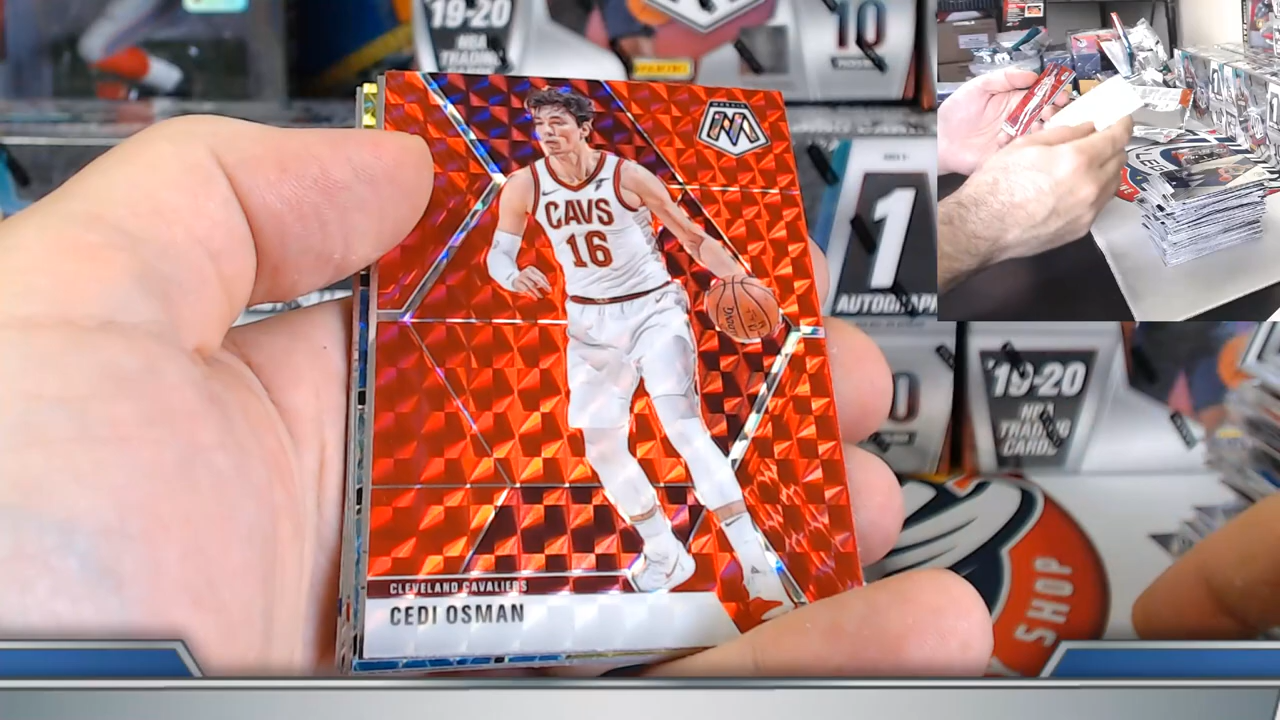 19-20
NBA
TRADING
PANINI
10
MOSAIC
CAVS
16
SPALDING
CLEVELAND CAVALIERS
CEDI OSMAN
1
AUTOGRAPH
19-20
NBA
TRADING
CARDS
SHOP